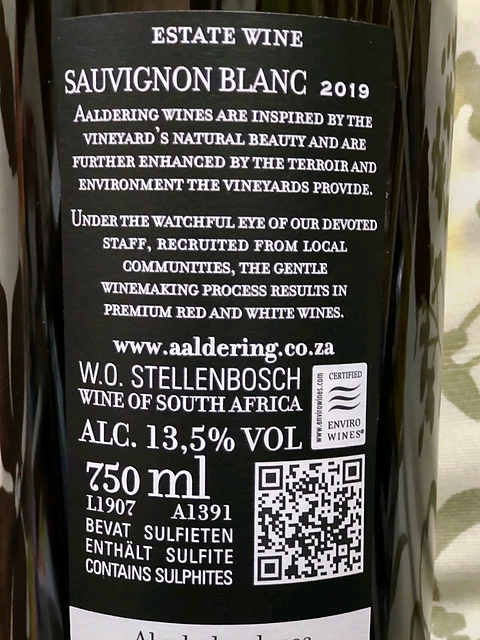 ESTATE WINE
SAUVIGNON BLANC 2019
AALDERING WINES ARE INSPIRED BY THE
VINEYARD'S NATURAL BEAUTY AND ARE
FURTHER ENHANCED BY THE TERROIR AND
ENVIRONMENT THE VINEYARDS PROVIDE.
UNDER THE WATCHFUL EYE OF OUR DEVOTED
STAFF, RECRUITED FROM LOCAL
COMMUNITIES, THE GENTLE
WINEMAKING PROCESS RESULTS IN
PREMIUM RED AND WHITE WINES.
www.aaldering.co.za
W.O. STELLENBOSCH
WINE OF SOUTH AFRICA
ALC. 13,5% VOL
www.envirowines.com
CERTIFIED
ENVIRO
WINES®
750 ml
L1907 A1391
BEVAT SULFIETEN
ENTHÄLT SULFITE
CONTAINS SULPHITES